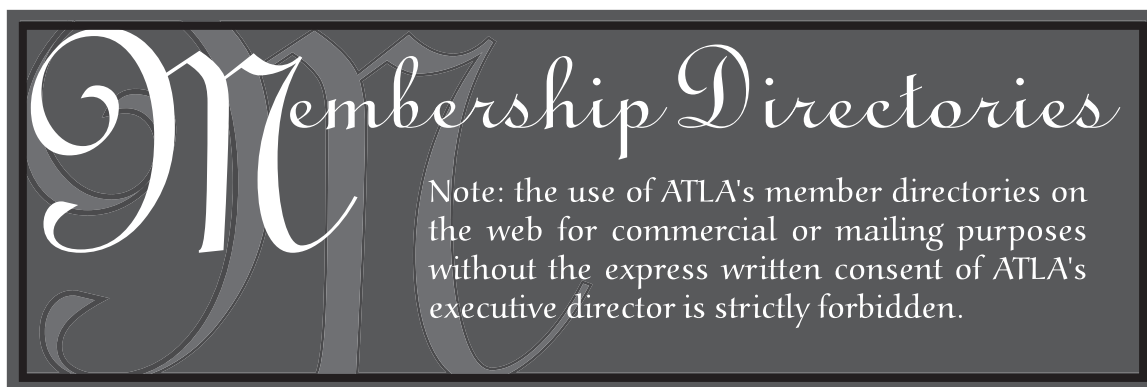 Membership Directories
Note: the use of ATLA's member directories on
the web for commercial or mailing purposes
without the express written consent of ATLA's
executive director is strictly forbidden.